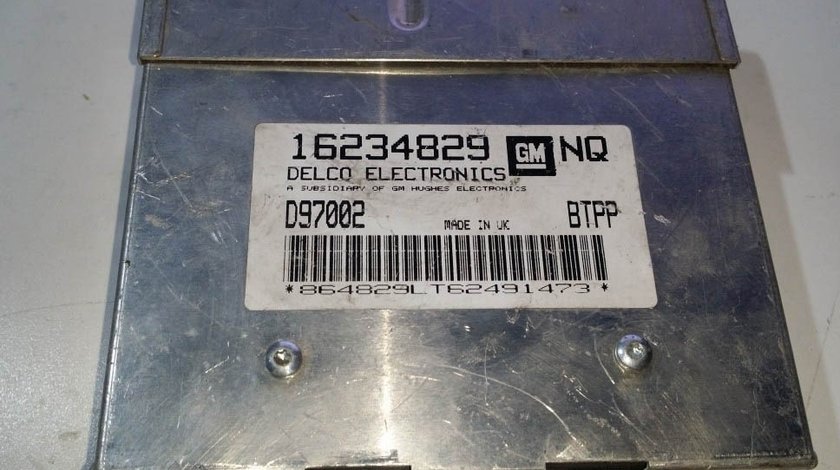 16234829 GM NQ
DELCO ELECTRONICS
A SUBSIDIARY OF GM HUGHES ELECTRONICS
D97002 MADE IN UK BTPP
*864829LT62491473*